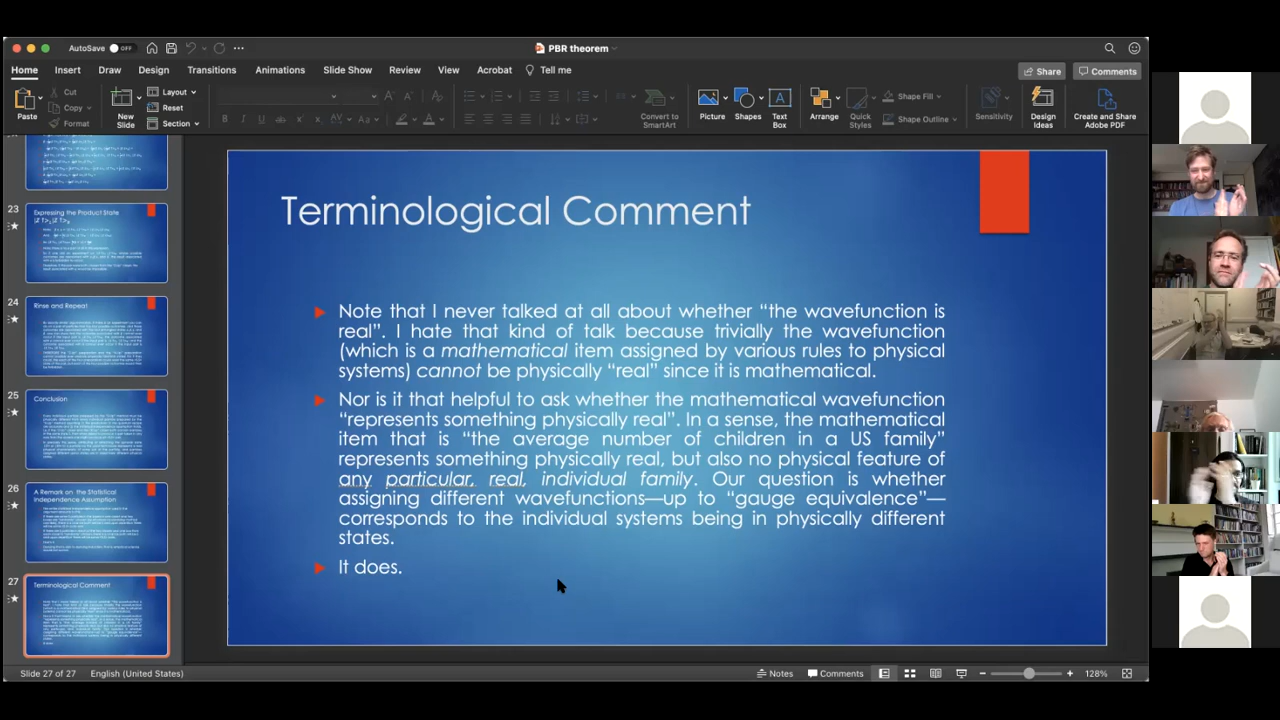 AutoSave OFF
PBR theorem
Home Insert Draw Design Transitions Animations Slide Show Review View Acrobat Tell me
Share Comments
Paste
Cut
Copy
Format
New Slide
Layout
Reset
Section
Convert to SmartArt
Picture
Shapes
Text Box
Arrange
Quick Styles
Shape Fill
Shape Outline
Sensitivity
Design Ideas
Create and Share Adobe PDF
23
Expressing the Product State
24
Rinse and Repeat
25
Conclusion
26
A Remark on the Statistical
Independence Assumption
27
Terminological Comment
Terminological Comment
Note that I never talked at all about whether “the wavefunction is
real”. I hate that kind of talk because trivially the wavefunction
(which is a mathematical item assigned by various rules to physical
systems) cannot be physically “real” since it is mathematical.
Nor is it that helpful to ask whether the mathematical wavefunction
“represents something physically real”. In a sense, the mathematical
item that is “the average number of children in a US family”
represents something physically real, but also no physical feature of
any particular, real, individual family. Our question is whether
assigning different wavefunctions—up to “gauge equivalence”—
corresponds to the individual systems being in physically different
states.
It does.
Slide 27 of 27 English (United States)
Notes Comments 128%